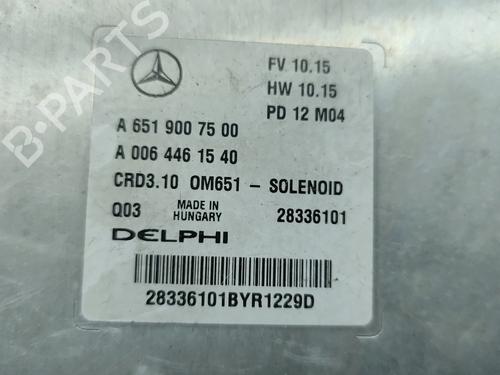 B-PARTS
FV 10.15
HW 10.15
PD 12 M04
A 651 900 75 00
A 006 446 15 40
CRD3.10 OM651 - SOLENOID
Q03 MADE IN HUNGARY 28336101
DELPHI
28336101BYR1229D